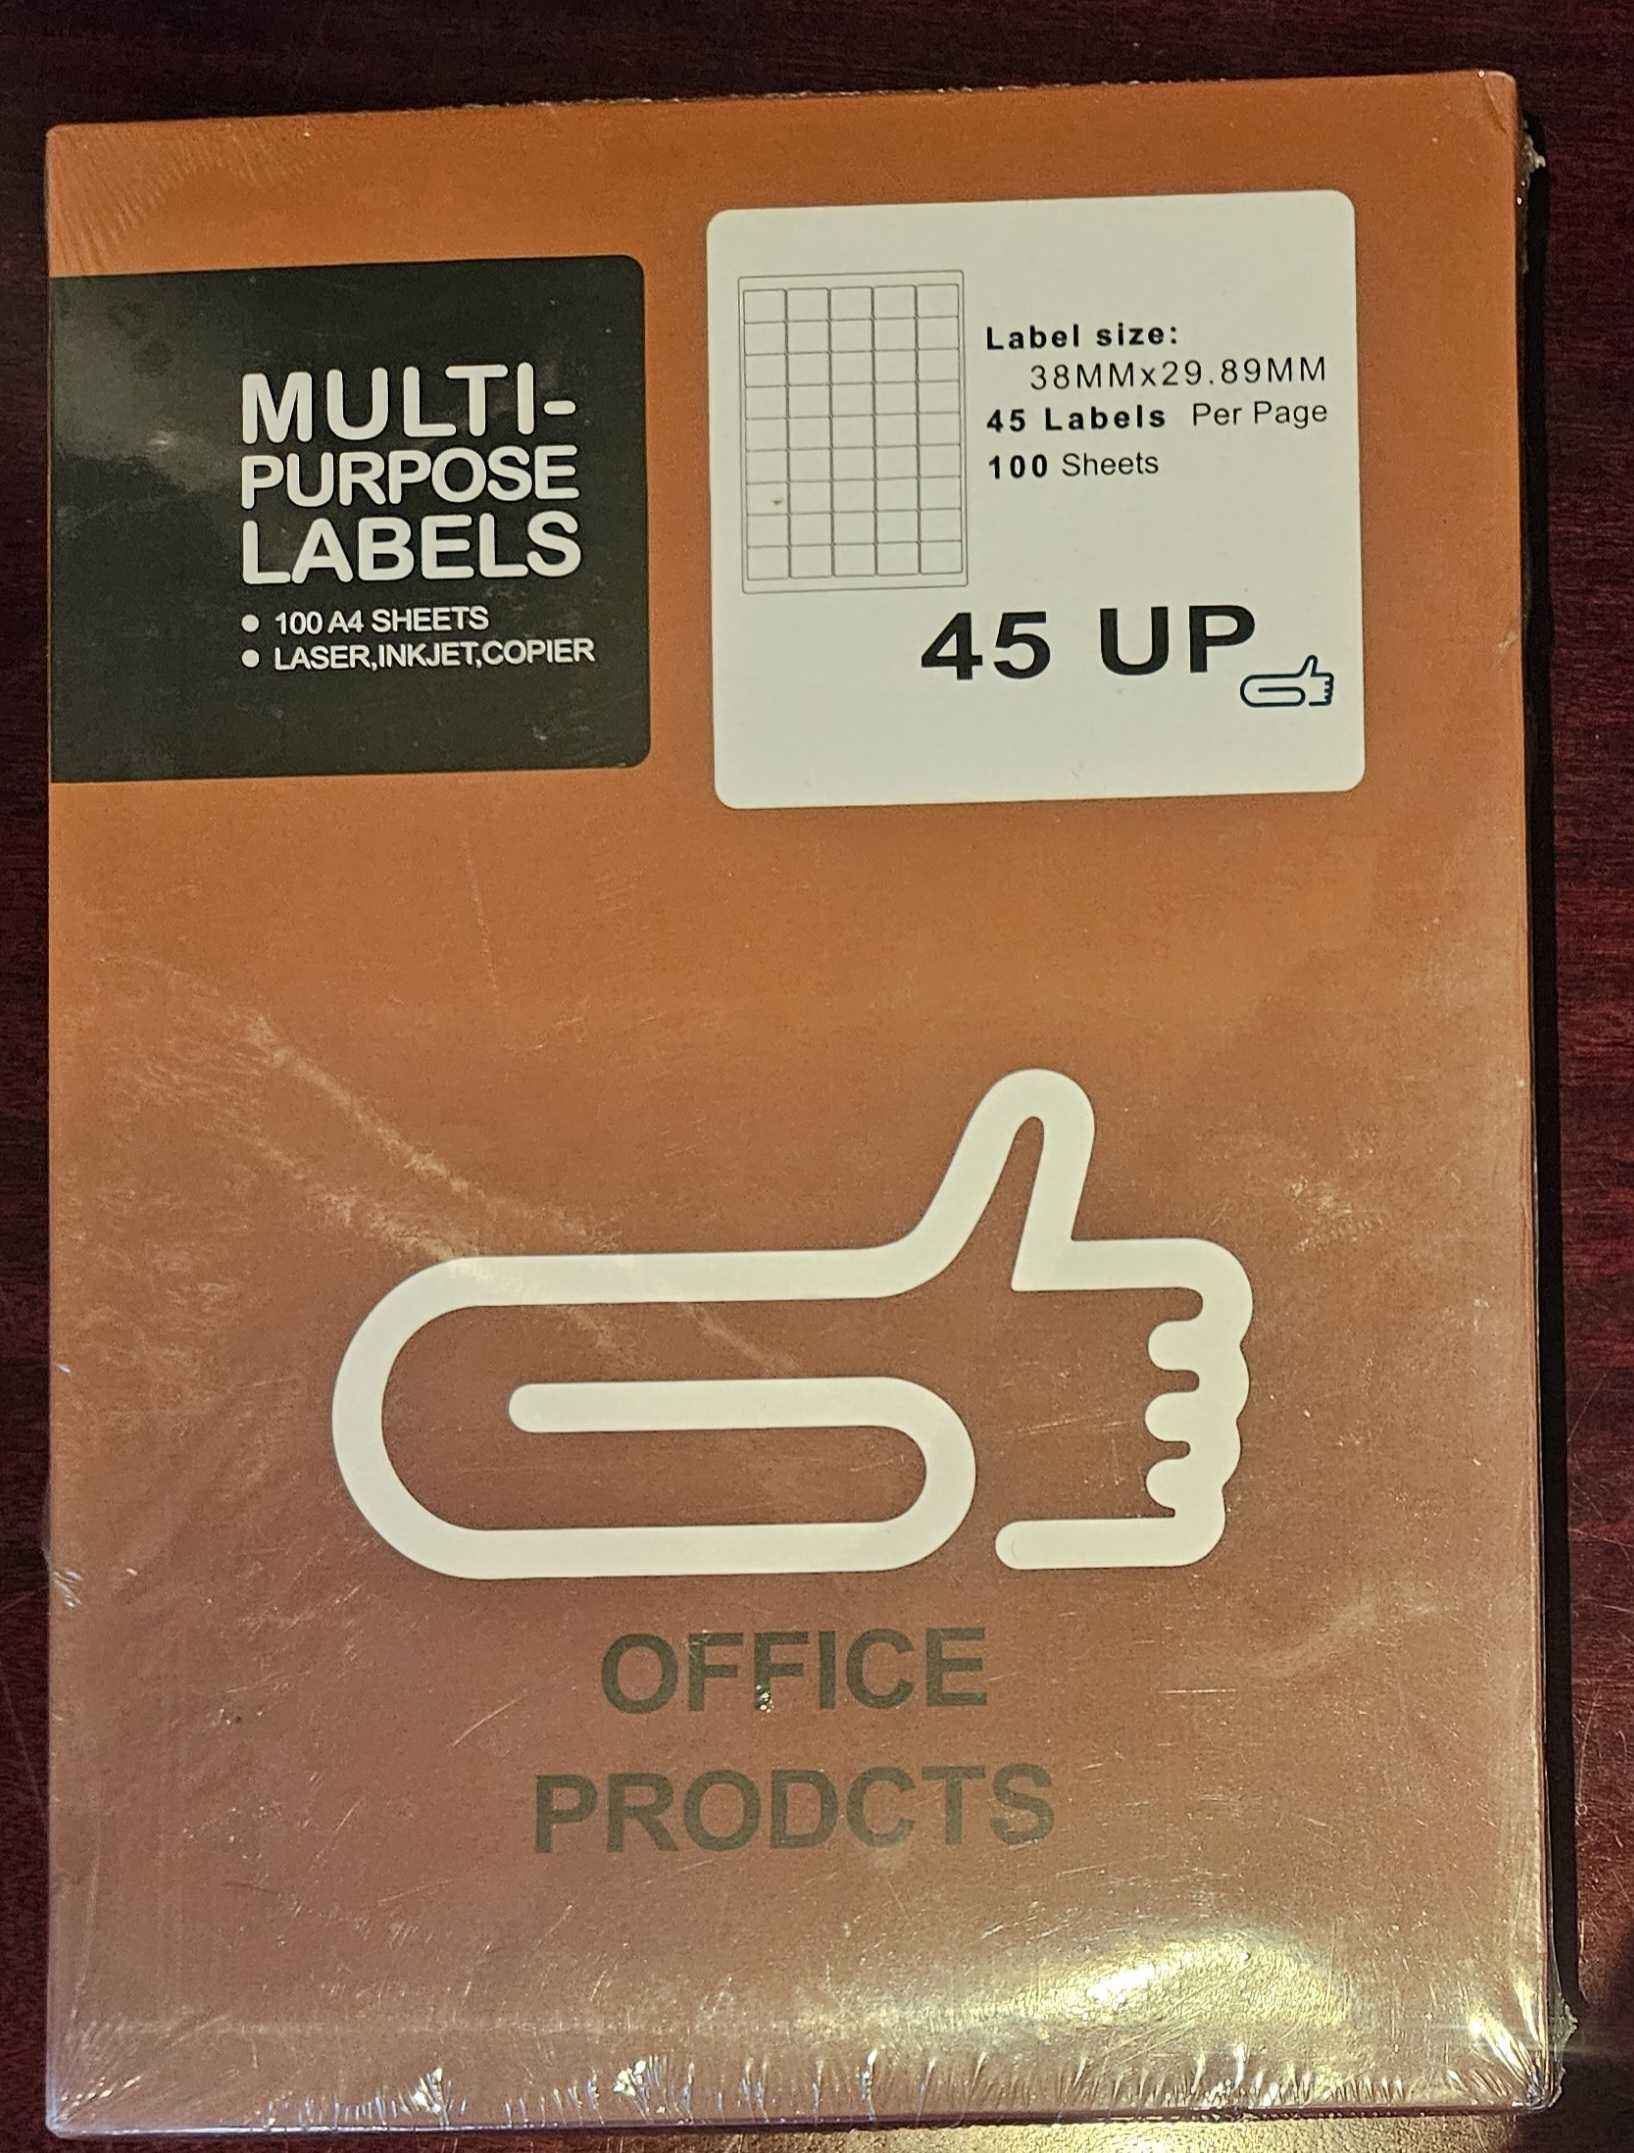 MULTI-
PURPOSE
LABELS
● 100 A4 SHEETS
● LASER,INKJET,COPIER
Label size:
38MMx29.89MM
45 Labels Per Page
100 Sheets
45 UP
OFFICE
PRODCTS